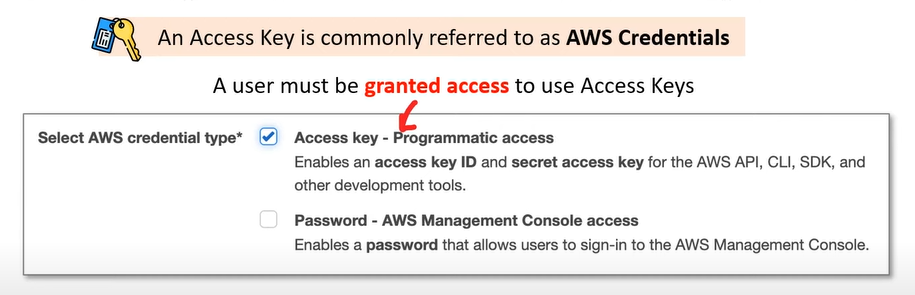 An Access Key is commonly referred to as AWS Credentials
A user must be granted access to use Access Keys
Select AWS credential type*
Access key - Programmatic access
Enables an access key ID and secret access key for the AWS API, CLI, SDK, and
other development tools.
Password - AWS Management Console access
Enables a password that allows users to sign-in to the AWS Management Console.